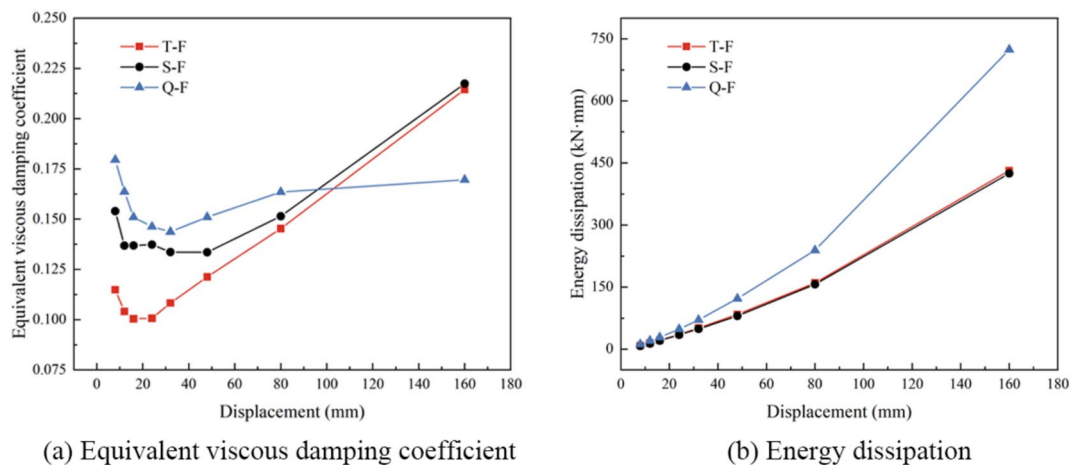 0.250
0.225
0.200
0.175
0.150
0.125
0.100
0.075
Equivalent viscous damping coefficient
T-F
S-F
Q-F
0 20 40 60 80 100 120 140 160 180
Displacement (mm)
(a) Equivalent viscous damping coefficient
750
600
450
300
150
0
Energy dissipation (kN·mm)
T-F
S-F
Q-F
0 20 40 60 80 100 120 140 160 180
Displacement (mm)
(b) Energy dissipation